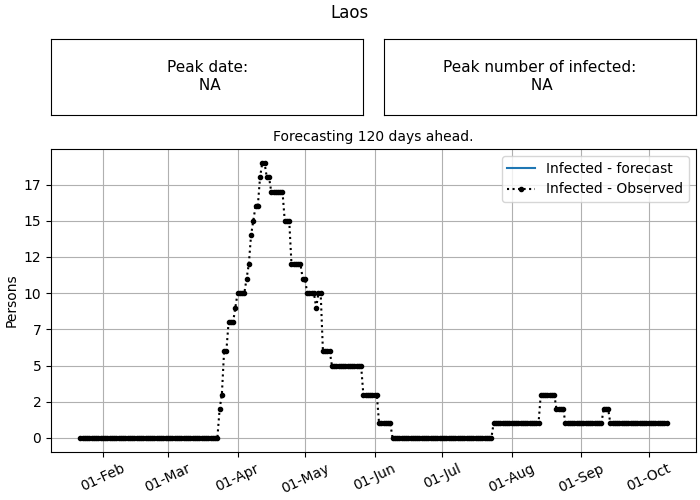 Laos
Peak date:
NA
Peak number of infected:
NA
Forecasting 120 days ahead.
Infected - forecast
Infected - Observed
Persons
17
15
12
10
7
5
2
0
01-Feb
01-Mar
01-Apr
01-May
01-Jun
01-Jul
01-Aug
01-Sep
01-Oct